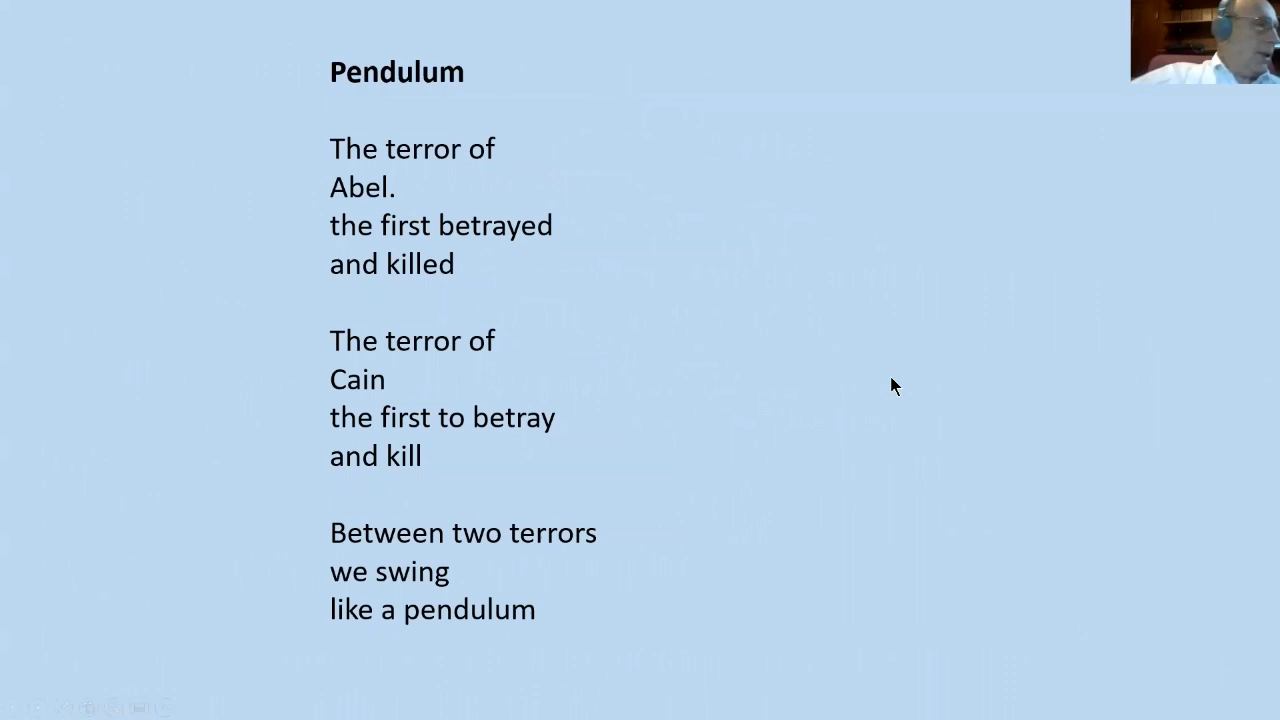 Pendulum
The terror of
Abel.
the first betrayed
and killed
The terror of
Cain
the first to betray
and kill
Between two terrors
we swing
like a pendulum